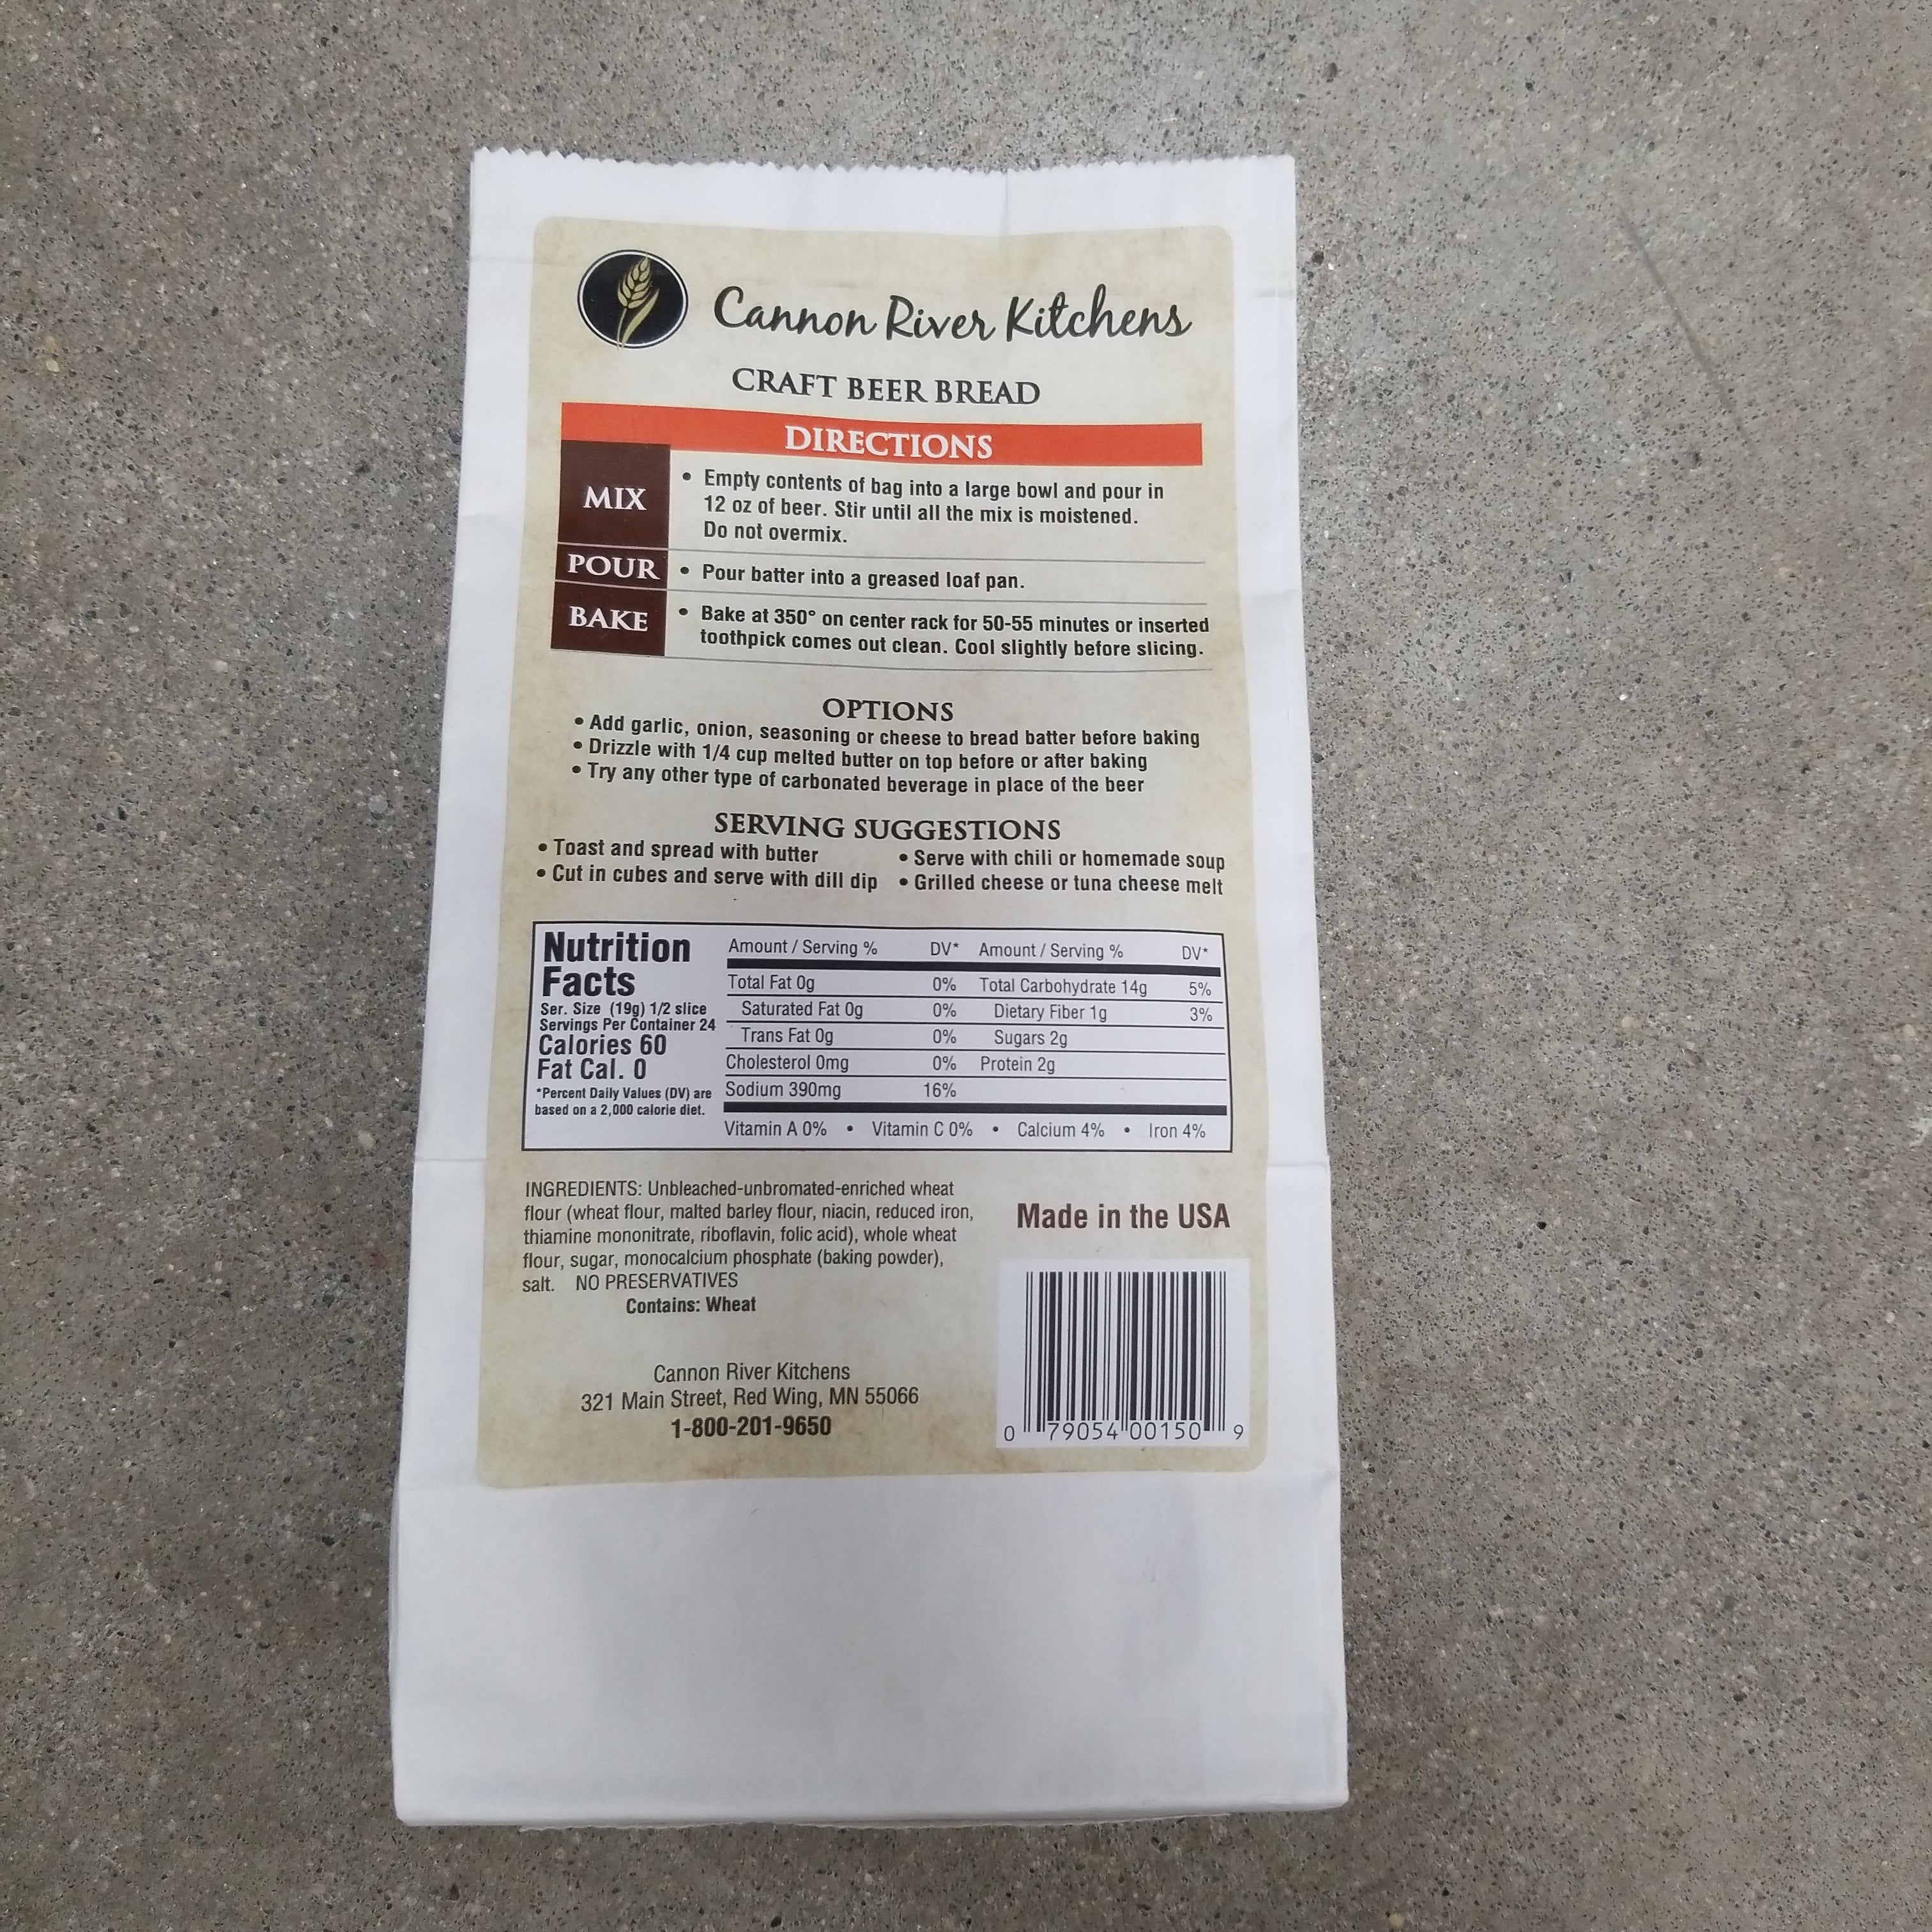 Cannon River Kitchens
CRAFT BEER BREAD
DIRECTIONS
MIX
• Empty contents of bag into a large bowl and pour in
12 oz of beer. Stir until all the mix is moistened.
Do not overmix.
POUR
• Pour batter into a greased loaf pan.
BAKE
• Bake at 350° on center rack for 50-55 minutes or inserted
toothpick comes out clean. Cool slightly before slicing.
OPTIONS
• Add garlic, onion, seasoning or cheese to bread batter before baking
• Drizzle with 1/4 cup melted butter on top before or after baking
• Try any other type of carbonated beverage in place of the beer
SERVING SUGGESTIONS
• Toast and spread with butter
• Cut in cubes and serve with dill dip
• Serve with chili or homemade soup
• Grilled cheese or tuna cheese melt
Nutrition
Facts
Ser. Size (19g) 1/2 slice
Servings Per Container 24
Calories 60
Fat Cal. 0
*Percent Daily Values (DV) are
based on a 2,000 calorie diet.
Amount / Serving % DV* Amount / Serving % DV*
Total Fat 0g 0% Total Carbohydrate 14g 5%
Saturated Fat 0g 0% Dietary Fiber 1g 3%
Trans Fat 0g 0% Sugars 2g
Cholesterol 0mg 0% Protein 2g
Sodium 390mg 16%
Vitamin A 0% • Vitamin C 0% • Calcium 4% • Iron 4%
INGREDIENTS: Unbleached-unbromated-enriched wheat
flour (wheat flour, malted barley flour, niacin, reduced iron,
thiamine mononitrate, riboflavin, folic acid), whole wheat
flour, sugar, monocalcium phosphate (baking powder),
salt. NO PRESERVATIVES
Contains: Wheat
Made in the USA
Cannon River Kitchens
321 Main Street, Red Wing, MN 55066
1-800-201-9650
0 79054 00150 9